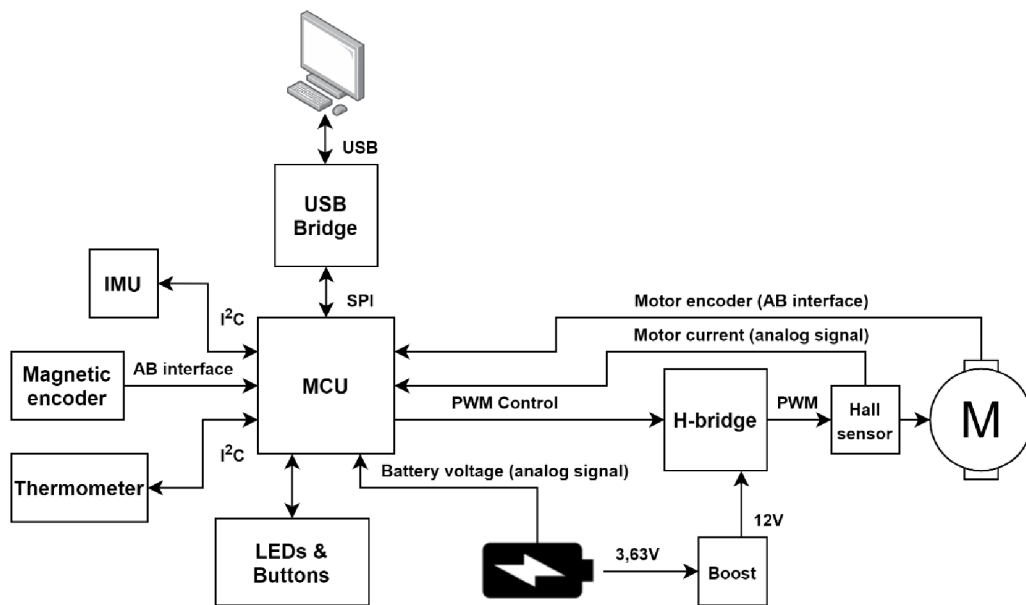 USB
USB
Bridge
IMU
SPI
I²C
Motor encoder (AB interface)
Motor current (analog signal)
Magnetic
encoder
AB interface
MCU
PWM Control
H-bridge
PWM
Hall
sensor
M
I²C
Thermometer
Battery voltage (analog signal)
LEDs &
Buttons
3,63V
12V
Boost